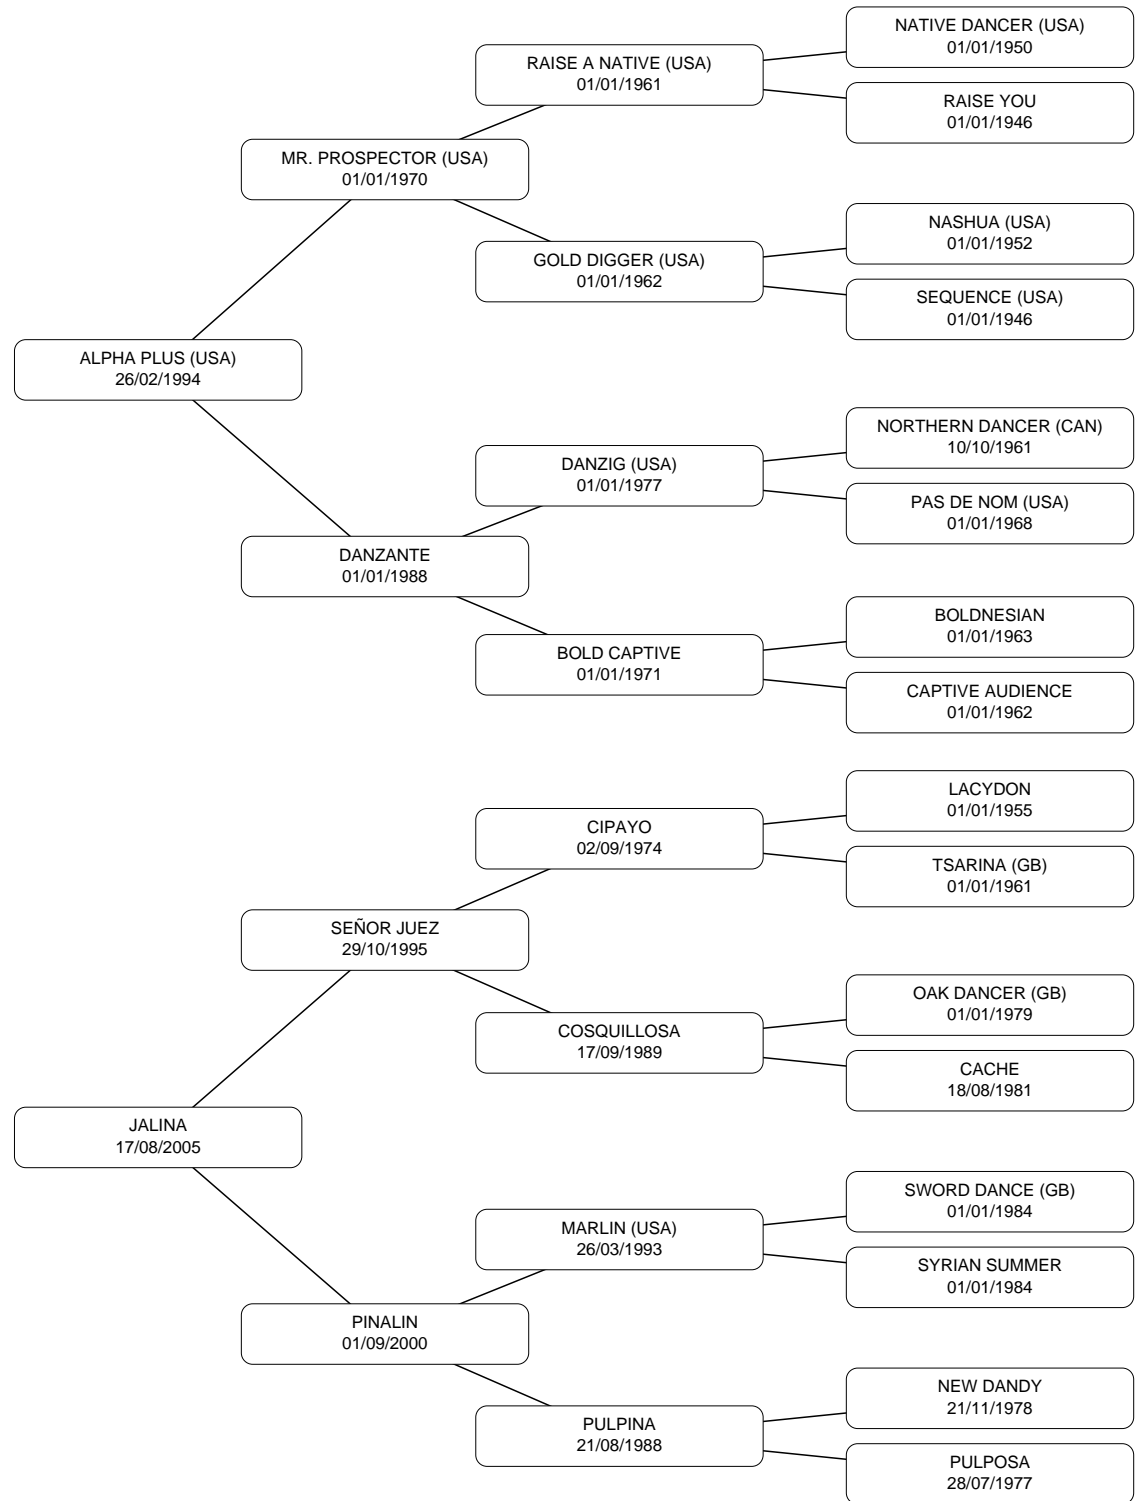 NATIVE DANCER (USA)
01/01/1950
RAISE A NATIVE (USA)
01/01/1961
RAISE YOU
01/01/1946
MR. PROSPECTOR (USA)
01/01/1970
NASHUA (USA)
01/01/1952
GOLD DIGGER (USA)
01/01/1962
SEQUENCE (USA)
01/01/1946
ALPHA PLUS (USA)
26/02/1994
NORTHERN DANCER (CAN)
10/10/1961
DANZIG (USA)
01/01/1977
PAS DE NOM (USA)
01/01/1968
DANZANTE
01/01/1988
BOLDNESIAN
01/01/1963
BOLD CAPTIVE
01/01/1971
CAPTIVE AUDIENCE
01/01/1962
LACYDON
01/01/1955
CIPAYO
02/09/1974
TSARINA (GB)
01/01/1961
SEÑOR JUEZ
29/10/1995
OAK DANCER (GB)
01/01/1979
COSQUILLOSA
17/09/1989
CACHE
18/08/1981
JALINA
17/08/2005
SWORD DANCE (GB)
01/01/1984
MARLIN (USA)
26/03/1993
SYRIAN SUMMER
01/01/1984
PINALIN
01/09/2000
NEW DANDY
21/11/1978
PULPINA
21/08/1988
PULPOSA
28/07/1977